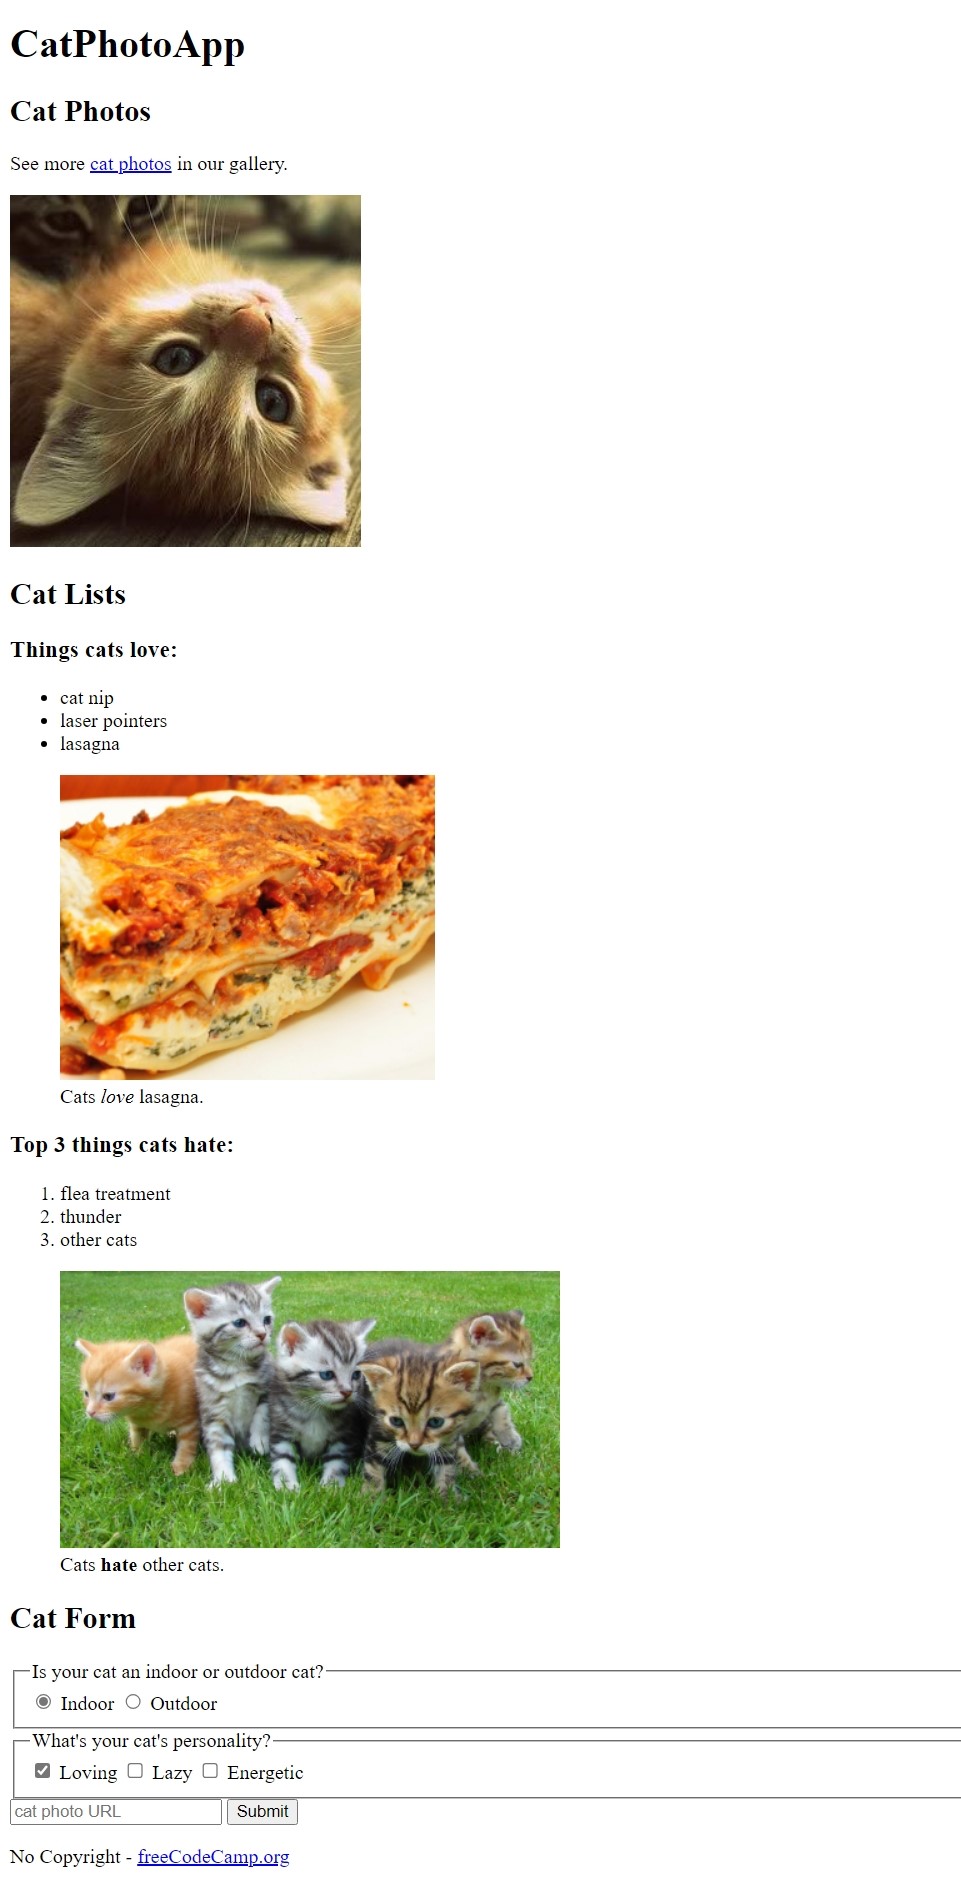 CatPhotoApp
Cat Photos
See more cat photos in our gallery.
Cat Lists
Things cats love:
• cat nip
• laser pointers
• lasagna
Cats love lasagna.
Top 3 things cats hate:
1. flea treatment
2. thunder
3. other cats
Cats hate other cats.
Cat Form
Is your cat an indoor or outdoor cat?
Indoor Outdoor
What's your cat's personality?
Loving Lazy Energetic
cat photo URL Submit
No Copyright - freeCodeCamp.org